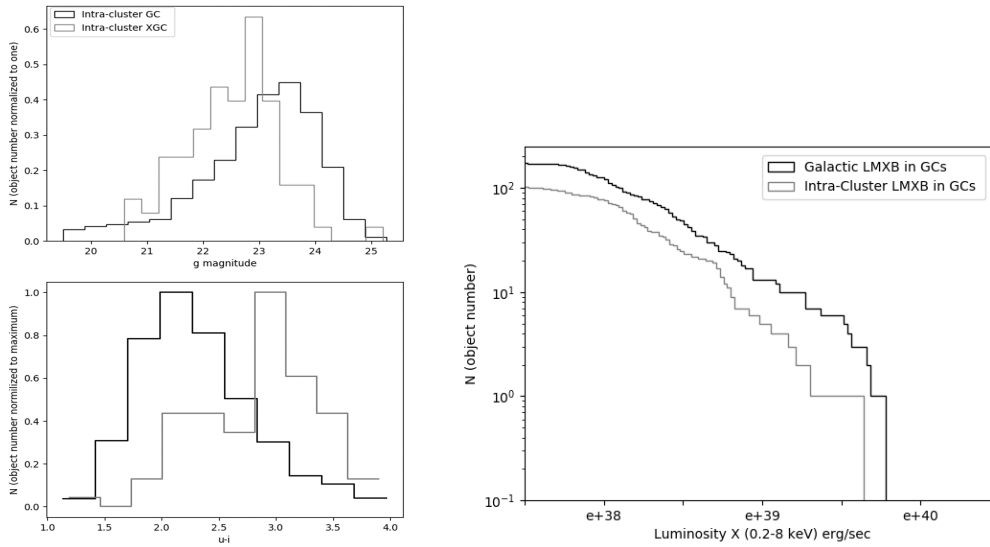 Intra-cluster GC
Intra-cluster XGC
N (object number normalized to one)
0.6
0.5
0.4
0.3
0.2
0.1
0.0
20 21 22 23 24 25
g magnitude
N (object number normilized to maximum)
1.0
0.8
0.6
0.4
0.2
0.0
1.0 1.5 2.0 2.5 3.0 3.5 4.0
u-i
Galactic LMXB in GCs
Intra-Cluster LMXB in GCs
N (object number)
10²
10¹
10⁰
10⁻¹
e+38 e+39 e+40
Luminosity X (0.2-8 keV) erg/sec